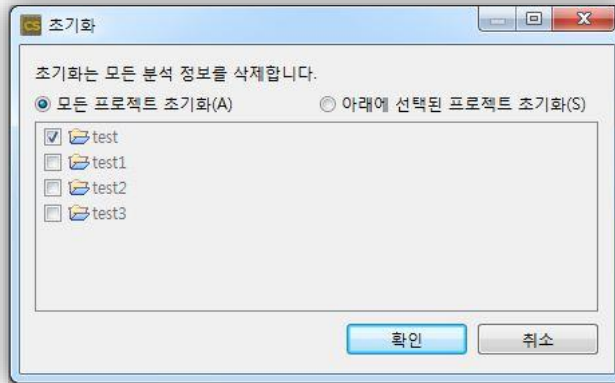 CS 초기화
초기화는 모든 분석 정보를 삭제합니다.
모든 프로젝트 초기화(A) 아래에 선택된 프로젝트 초기화(S)
test
test1
test2
test3
확인 취소